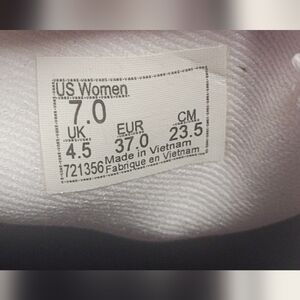 US Women
7.0
UK EUR CM
4.5 37.0 23.5
721356 Made in Vietnam
Fabrique en Vietnam